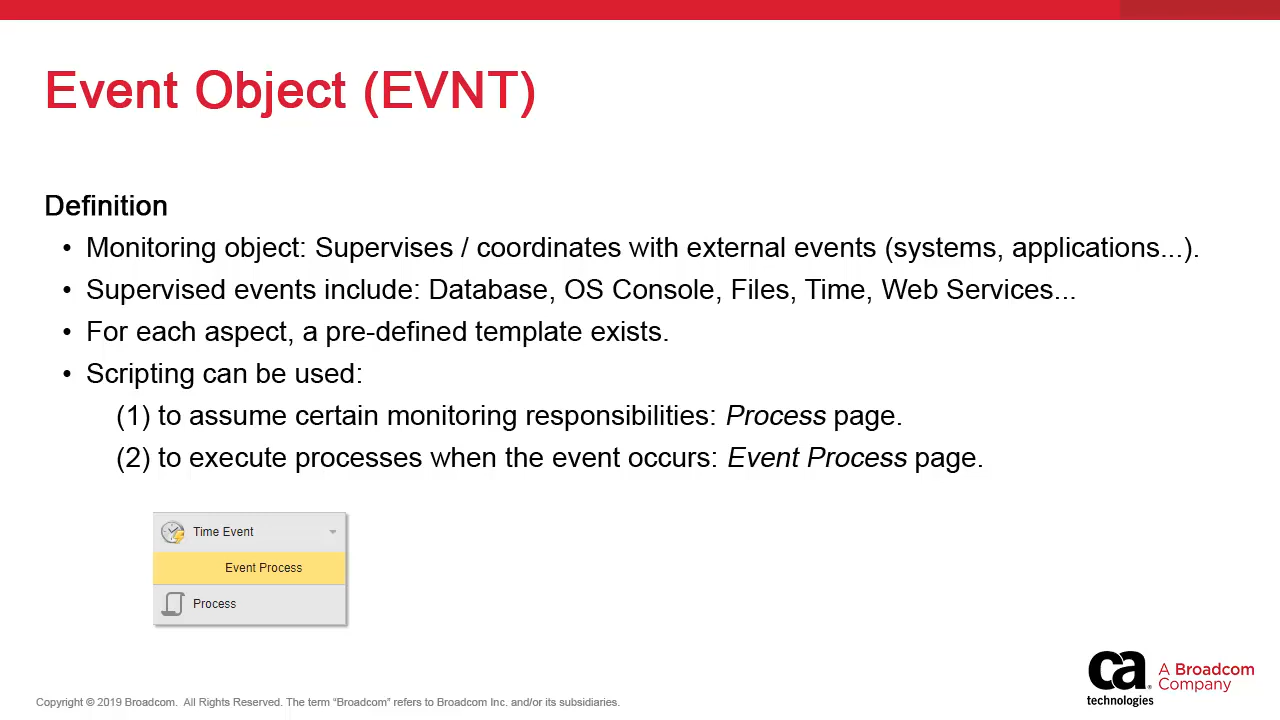 Event Object (EVNT)
Definition
• Monitoring object: Supervises / coordinates with external events (systems, applications...).
• Supervised events include: Database, OS Console, Files, Time, Web Services...
• For each aspect, a pre-defined template exists.
• Scripting can be used:
(1) to assume certain monitoring responsibilities: Process page.
(2) to execute processes when the event occurs: Event Process page.
Time Event
Event Process
Process
ca
technologies
A Broadcom
Company
Copyright © 2019 Broadcom. All Rights Reserved. The term “Broadcom” refers to Broadcom Inc. and/or its subsidiaries.